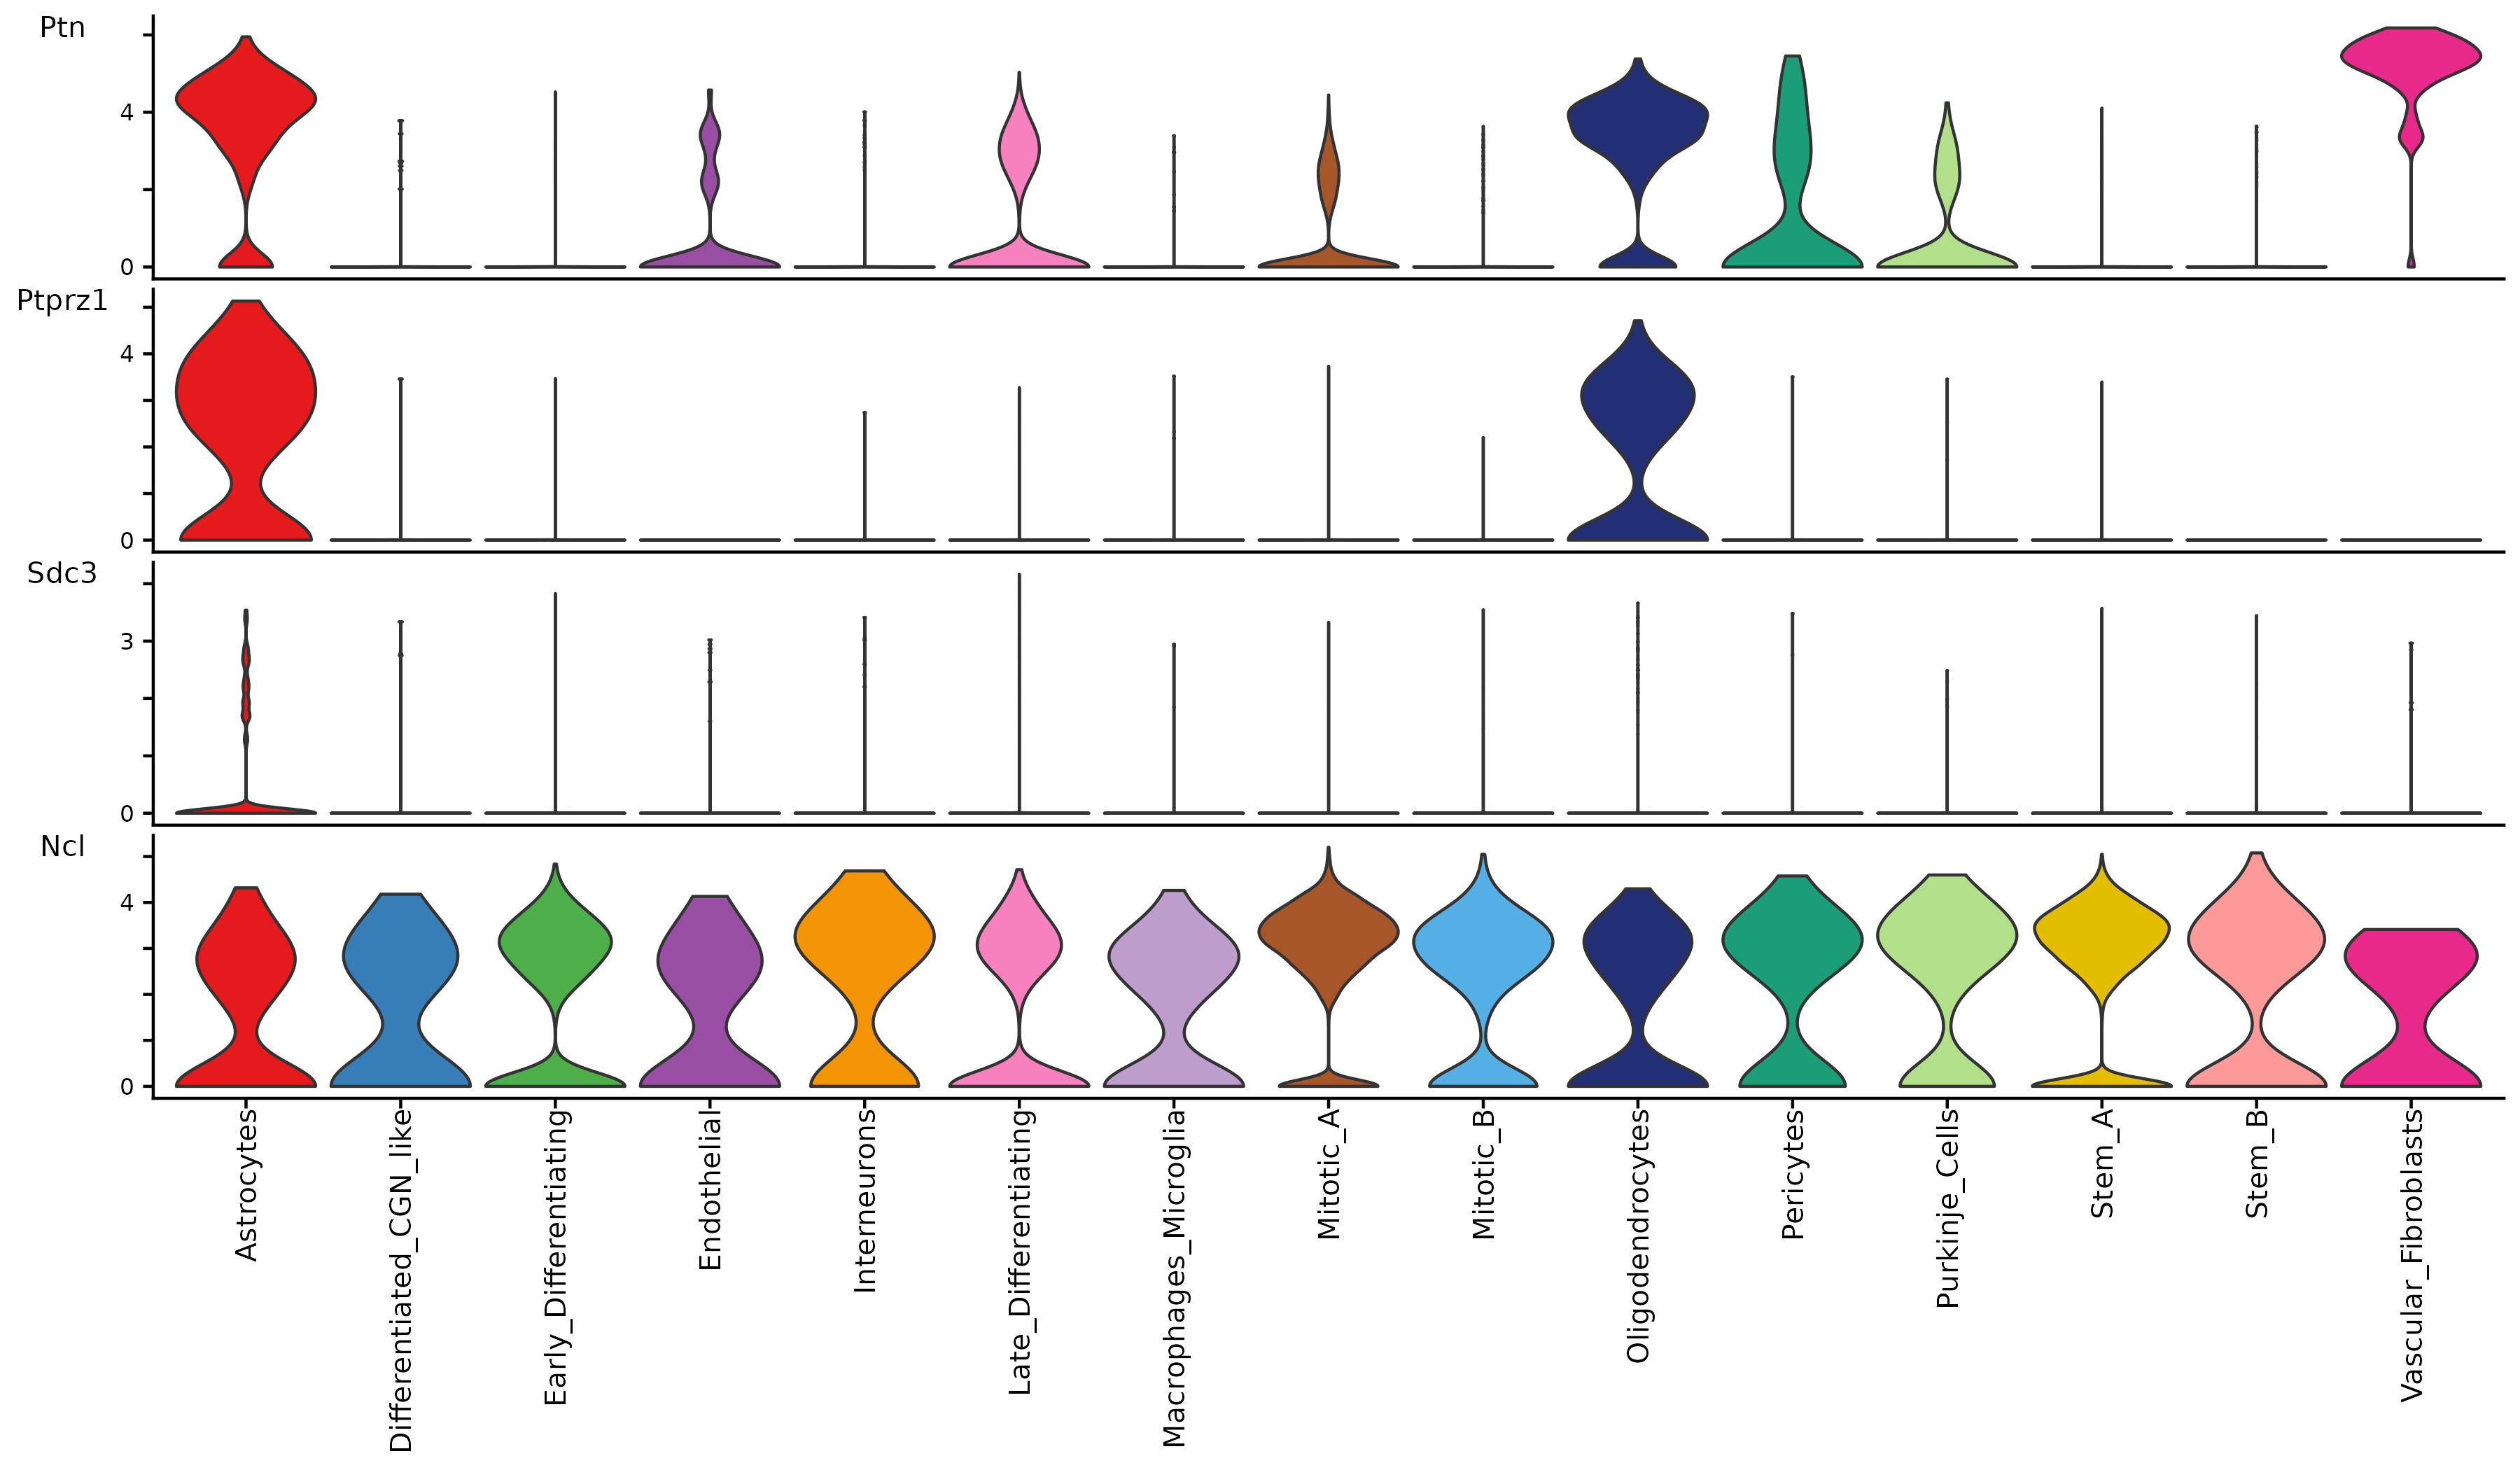 Ptn
4
0
Ptprz1
4
0
Sdc3
3
0
Ncl
4
0
Astrocytes
Differentiated_CGN_like
Early_Differentiating
Endothelial
Interneurons
Late_Differentiating
Macrophages_Microglia
Mitotic_A
Mitotic_B
Oligodendrocytes
Pericytes
Purkinje_Cells
Stem_A
Stem_B
Vascular_Fibroblasts